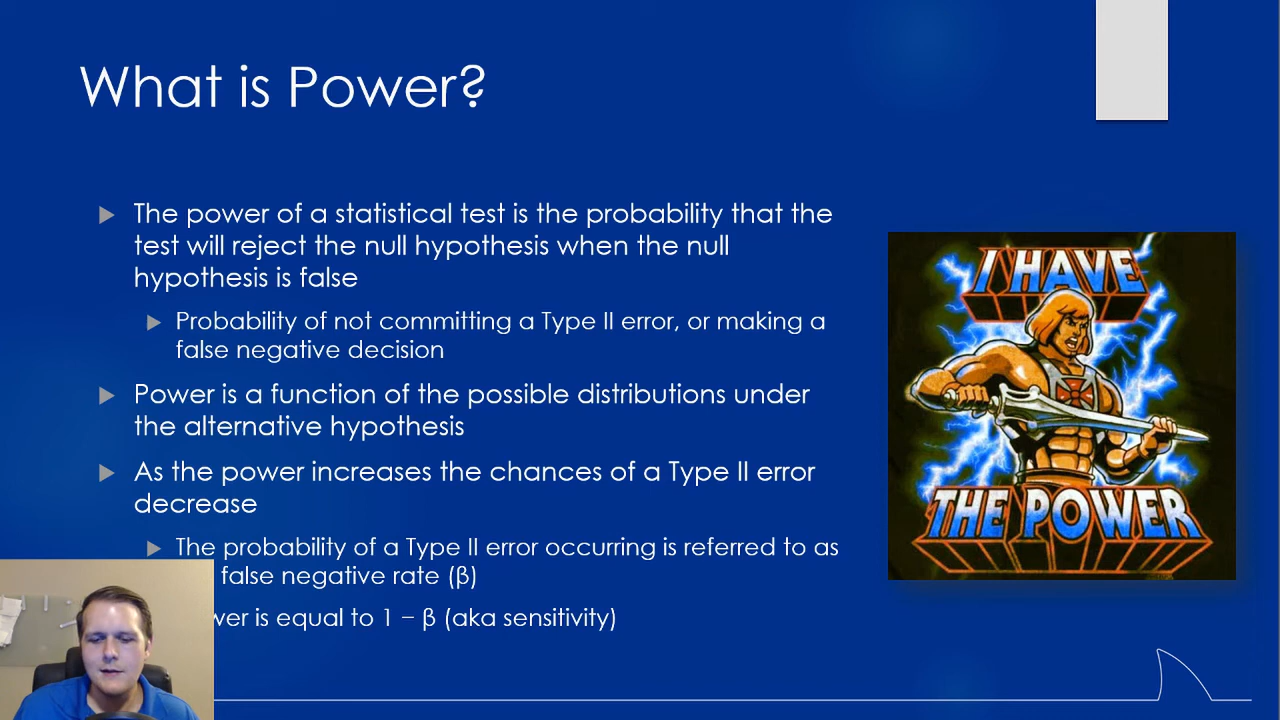 What is Power?
The power of a statistical test is the probability that the
test will reject the null hypothesis when the null
hypothesis is false
Probability of not committing a Type II error, or making a
false negative decision
Power is a function of the possible distributions under
the alternative hypothesis
As the power increases the chances of a Type II error
decrease
The probability of a Type II error occurring is referred to as
false negative rate (β)
is equal to 1 − β (aka sensitivity)
I HAVE
THE POWER